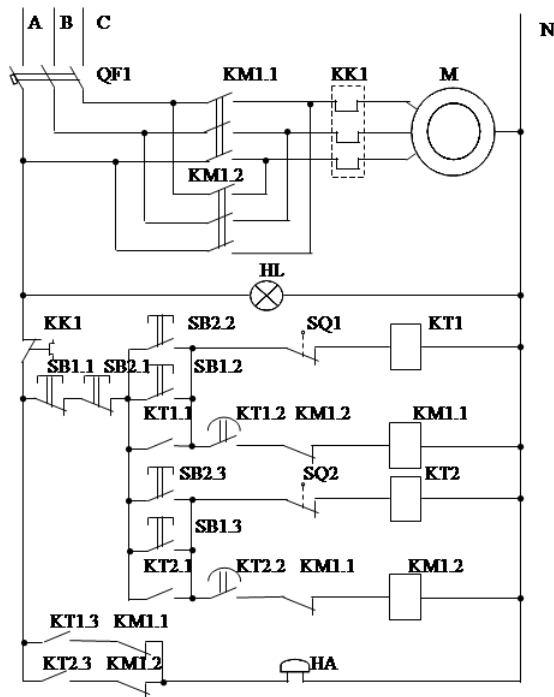 A B C
N
QF1 KM1.1 KK1 M
KM1.2
HL
KK1 SB2.2 SQ1 KT1
SB1.1 SB2.1 SB1.2
KT1.1 KT1.2 KM1.2 KM1.1
SB2.3 SQ2 KT2
SB1.3
KT2.1 KT2.2 KM1.1 KM1.2
KT1.3 KM1.1
KT2.3 KM1.2 HA